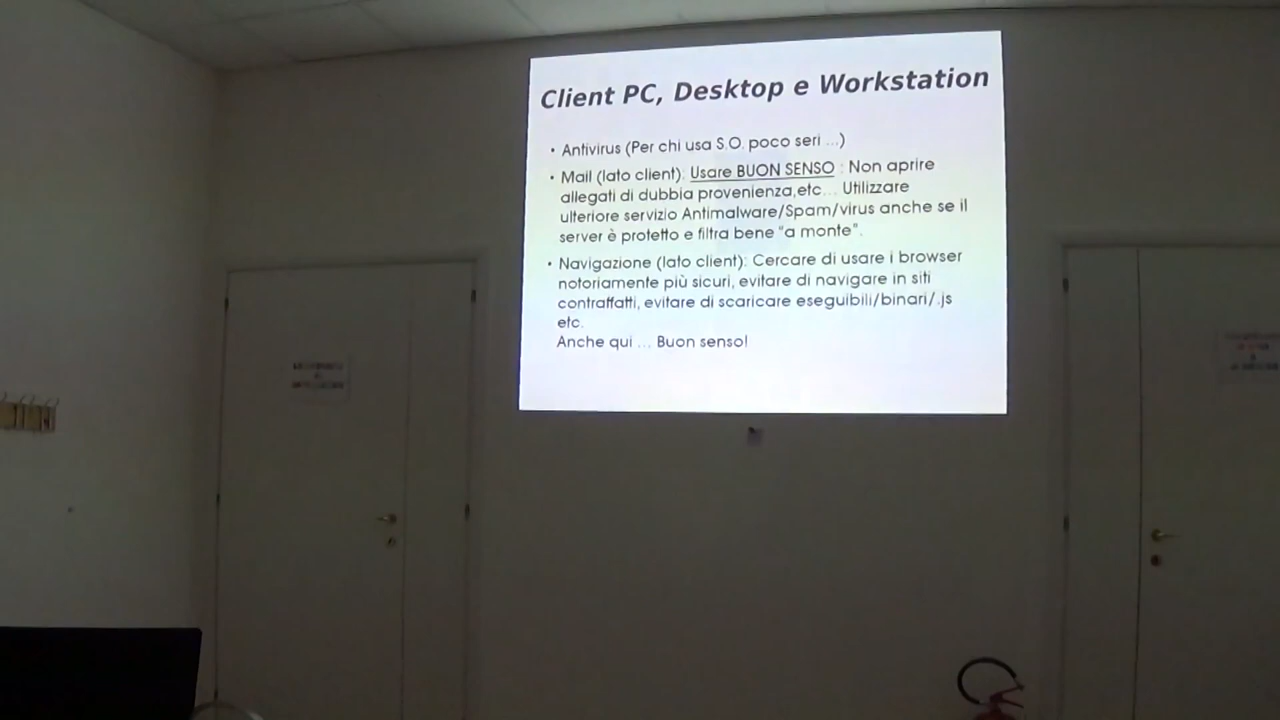 Client PC, Desktop e Workstation
• Antivirus (Per chi usa S.O. poco seri ...)
• Mail (lato client): Usare BUON SENSO : Non aprire
allegati di dubbia provenienza,etc... Utilizzare
ulteriore servizio Antimalware/Spam/virus anche se il
server è protetto e filtra bene “a monte”.
• Navigazione (lato client): Cercare di usare i browser
notoriamente più sicuri, evitare di navigare in siti
contraffatti, evitare di scaricare eseguibili/binari/.js
etc.
Anche qui ... Buon senso!